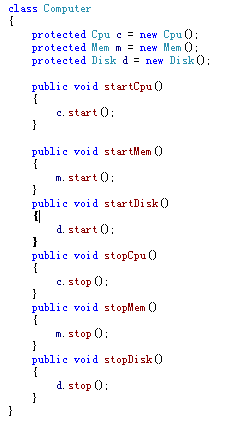 class Computer
{
    protected Cpu c = new Cpu();
    protected Mem m = new Mem();
    protected Disk d = new Disk();

    public void startCpu()
    {
        c.start();
    }

    public void startMem()
    {
        m.start();
    }
    public void startDisk()
    {
        d.start();
    }
    public void stopCpu()
    {
        c.stop();
    }
    public void stopMem()
    {
        m.stop();
    }
    public void stopDisk()
    {
        d.stop();
    }
}